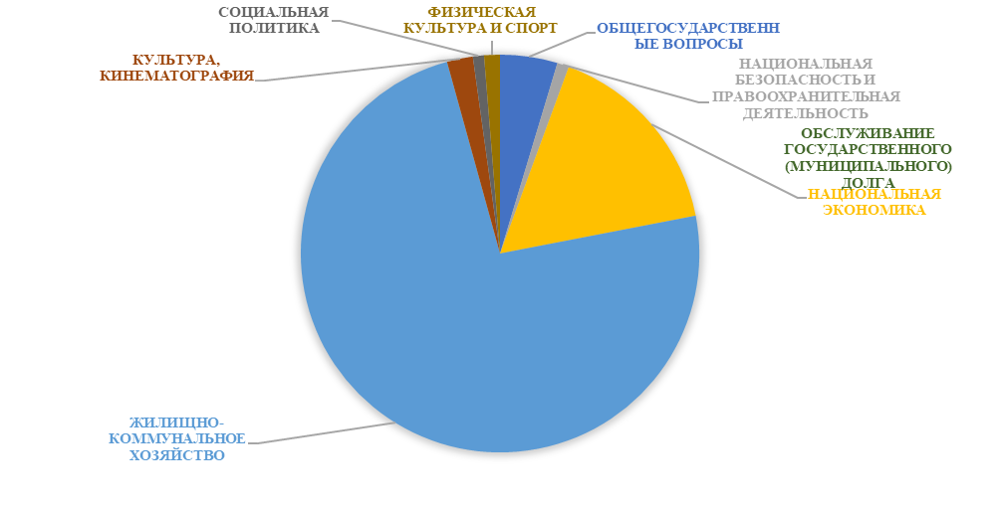 СОЦИАЛЬНАЯ
ПОЛИТИКА
ФИЗИЧЕСКАЯ
КУЛЬТУРА И СПОРТ
ОБЩЕГОСУДАРСТВЕНН
ЫЕ ВОПРОСЫ
КУЛЬТУРА,
КИНЕМАТОГРАФИЯ
НАЦИОНАЛЬНАЯ
БЕЗОПАСНОСТЬ И
ПРАВООХРАНИТЕЛЬНАЯ
ДЕЯТЕЛЬНОСТЬ
ОБСЛУЖИВАНИЕ
ГОСУДАРСТВЕННОГО
(МУНИЦИПАЛЬНОГО)
ДОЛГА
НАЦИОНАЛЬНАЯ
ЭКОНОМИКА
ЖИЛИЩНО-
КОММУНАЛЬНОЕ
ХОЗЯЙСТВО